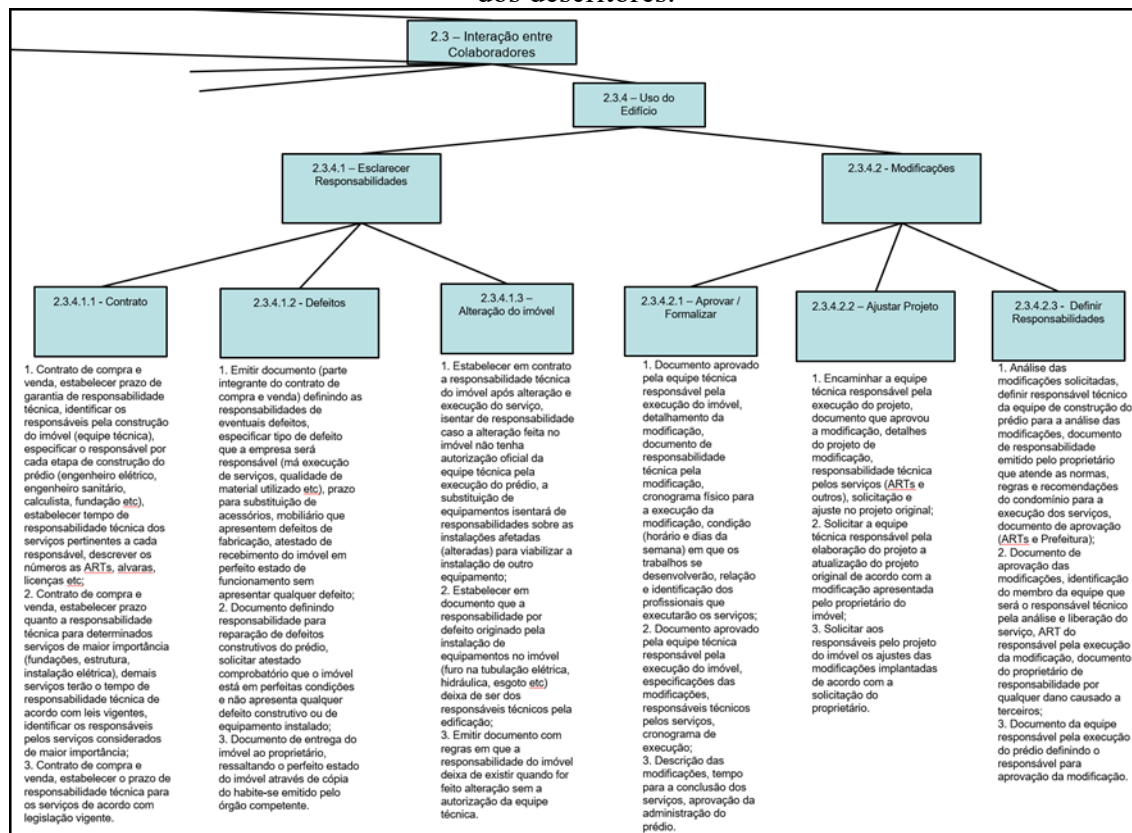 dos descritores.
2.3 – Interação entre
Colaboradores
2.3.4 – Uso do
Edifício
2.3.4.1 – Esclarecer
Responsabilidades
2.3.4.2 - Modificações
2.3.4.1.1 - Contrato
2.3.4.1.2 - Defeitos
2.3.4.1.3 –
Alteração do imóvel
2.3.4.2.1 – Aprovar /
Formalizar
2.3.4.2.2 – Ajustar Projeto
2.3.4.2.3 - Definir
Responsabilidades
1. Contrato de compra e
venda, estabelecer prazo de
garantia de responsabilidade
técnica, identificar os
responsáveis pela construção
do imóvel (equipe técnica),
especificar o responsável por
cada etapa de construção do
prédio (engenheiro elétrico,
engenheiro sanitário,
calculista, fundação etc),
estabelecer tempo de
responsabilidade técnica dos
serviços pertinentes a cada
responsável, descrever os
números as ARTs, alvaras,
licenças etc;
2. Contrato de compra e
venda, estabelecer prazo
quanto a responsabilidade
técnica para determinados
serviços de maior importância
(fundações, estrutura,
instalação elétrica), demais
serviços terão o tempo de
responsabilidade técnica de
acordo com leis vigentes,
identificar os responsáveis
pelos serviços considerados
de maior importância;
3. Contrato de compra e
venda, estabelecer o prazo de
responsabilidade técnica para
os serviços de acordo com
legislação vigente.
1. Emitir documento (parte
integrante do contrato de
compra e venda) definindo as
responsabilidades de
eventuais defeitos,
especificar tipo de defeito
que a empresa será
responsável (má execução
de serviços, qualidade de
material utilizado etc), prazo
para substituição de
acessórios, mobiliário que
apresentem defeitos de
fabricação, atestado de
recebimento do imóvel em
perfeito estado de
funcionamento sem
apresentar qualquer defeito;
2. Documento definindo
responsabilidade para
reparação de defeitos
construtivos do prédio,
solicitar atestado
comprobatório que o imóvel
está em perfeitas condições
e não apresenta qualquer
defeito construtivo ou de
equipamento instalado;
3. Documento de entrega do
imóvel ao proprietário,
ressaltando o perfeito estado
do imóvel através de cópia
do habite-se emitido pelo
órgão competente.
1. Estabelecer em contrato
a responsabilidade técnica
do imóvel após alteração e
execução do serviço,
isentar de responsabilidade
caso a alteração feita no
imóvel não tenha
autorização oficial da
equipe técnica pela
execução do prédio, a
substituição de
equipamentos isentará de
responsabilidades sobre as
instalações afetadas
(alteradas) para viabilizar a
instalação de outro
equipamento;
2. Estabelecer em
documento que a
responsabilidade por
defeito originado pela
instalação de
equipamentos no imóvel
(furo na tubulação elétrica,
hidráulica, esgoto etc)
deixa de ser dos
responsáveis técnicos pela
edificação;
3. Emitir documento com
regras em que a
responsabilidade do imóvel
deixa de existir quando for
feito alteração sem a
autorização da equipe
técnica.
1. Documento aprovado
pela equipe técnica
responsável pela
execução do imóvel,
detalhamento da
modificação,
documento de
responsabilidade
técnica pela
modificação,
cronograma físico para
a execução da
modificação, condição
(horário e dias da
semana) em que os
trabalhos se
desenvolverão, relação
e identificação dos
profissionais que
executarão os serviços;
2. Documento aprovado
pela equipe técnica
responsável pela
execução do imóvel,
especificações das
modificações,
responsáveis técnicos
pelos serviços,
cronograma de
execução;
3. Descrição das
modificações, tempo
para a conclusão dos
serviços, aprovação da
administração do
prédio.
1. Encaminhar a equipe
técnica responsável pela
execução do projeto,
documento que aprovou
a modificação, detalhes
do projeto de
modificação,
responsabilidade técnica
pelos serviços (ARTs e
outros), solicitação e
ajuste no projeto original;
2. Solicitar a equipe
técnica responsável pela
elaboração do projeto a
atualização do projeto
original de acordo com a
modificação apresentada
pelo proprietário do
imóvel;
3. Solicitar aos
responsáveis pelo projeto
do imóvel os ajustes das
modificações implantadas
de acordo com a
solicitação do
proprietário.
1. Análise das
modificações solicitadas,
definir responsável técnico
da equipe de construção do
prédio para a análise das
modificações, documento
de responsabilidade
emitido pelo proprietário
que atende as normas,
regras e recomendações
do condomínio para a
execução dos serviços,
documento de aprovação
(ARTs e Prefeitura);
2. Documento de
aprovação das
modificações, identificação
do membro da equipe que
será o responsável técnico
pela análise e liberação do
serviço, ART do
responsável pela execução
da modificação, documento
do proprietário de
responsabilidade por
qualquer dano causado a
terceiros;
3. Documento da equipe
responsável pela execução
do prédio definindo o
responsável para
aprovação da modificação.